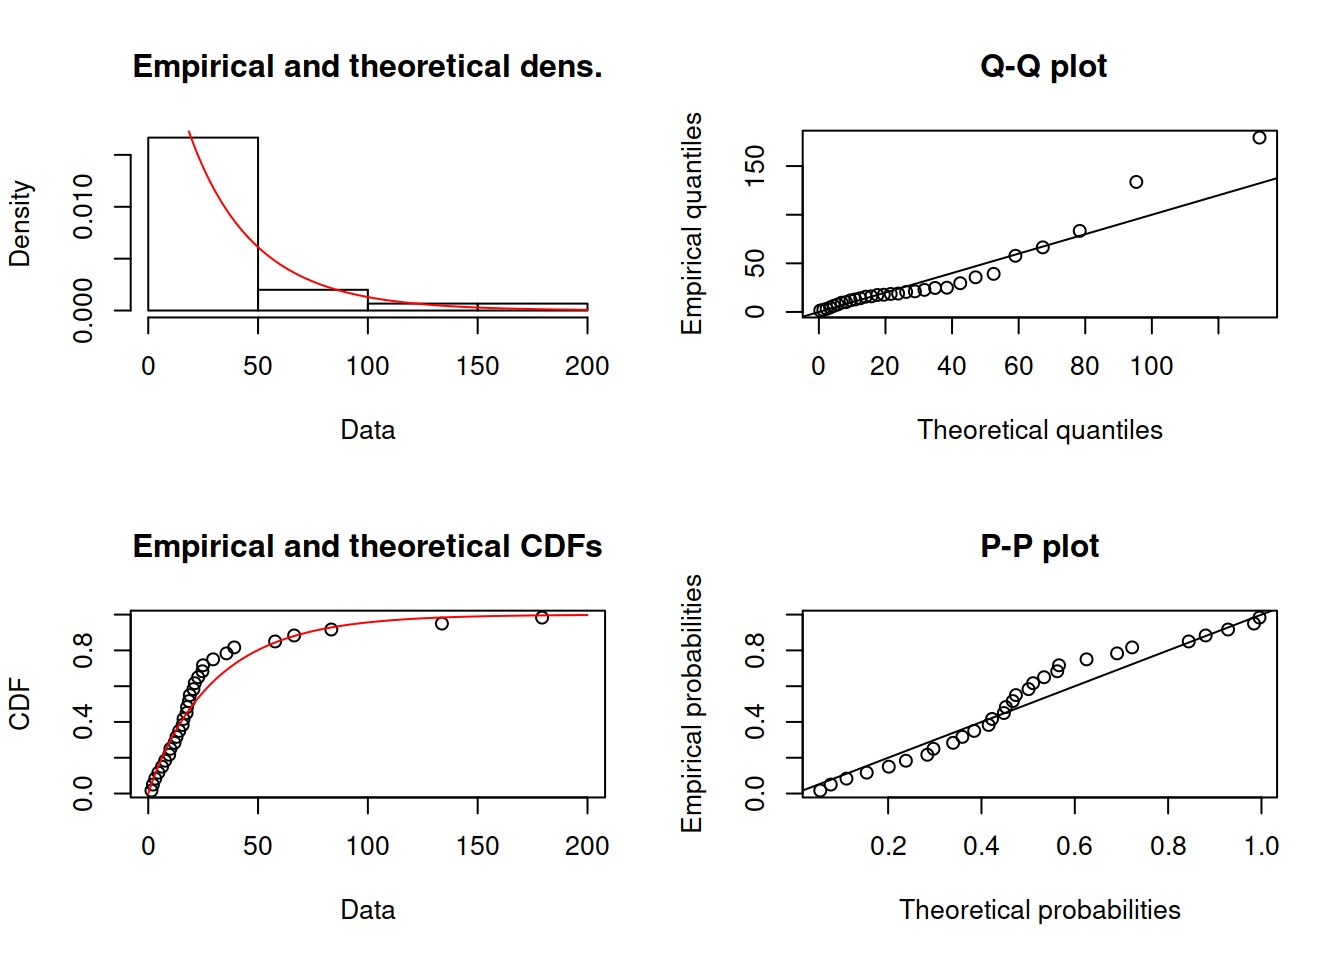 Empirical and theoretical dens.
Density
0.000 0.010
0 50 100 150 200
Data
Q-Q plot
Empirical quantiles
0 50 150
0 20 40 60 80 100
Theoretical quantiles
Empirical and theoretical CDFs
CDF
0.0 0.4 0.8
0 50 100 150 200
Data
P-P plot
Empirical probabilities
0.0 0.4 0.8
0.2 0.4 0.6 0.8 1.0
Theoretical probabilities